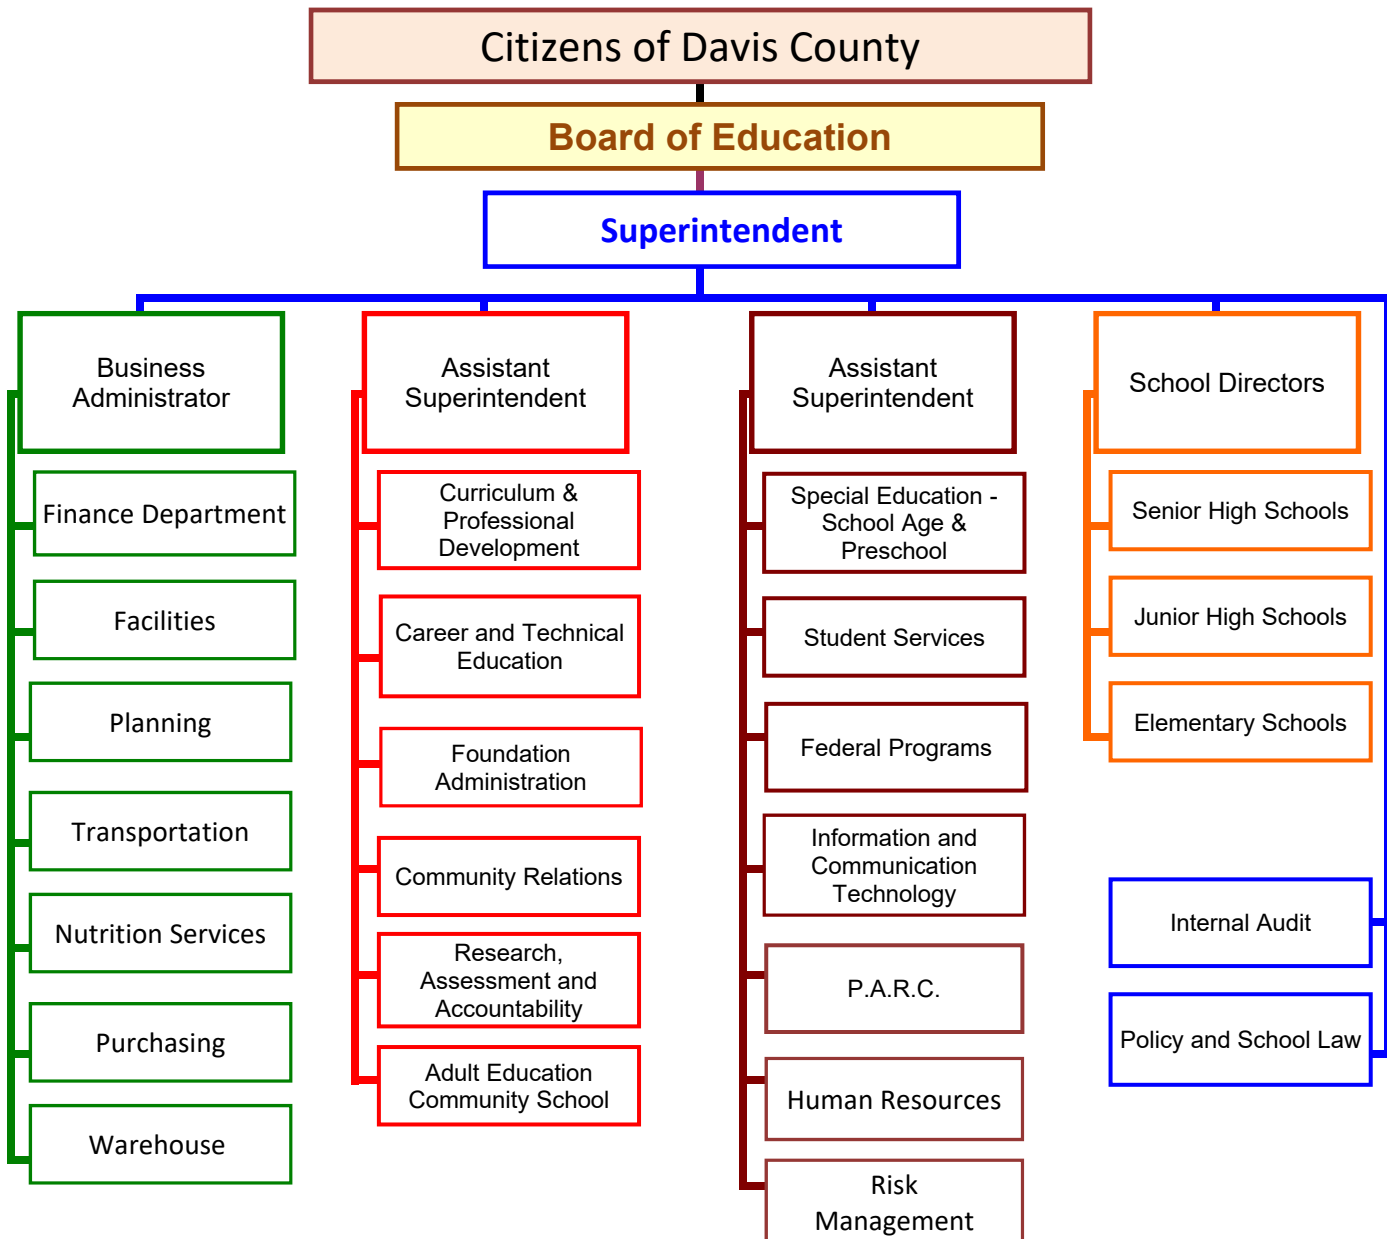 Citizens of Davis County
Board of Education
Superintendent
Business
Administrator
Finance Department
Facilities
Planning
Transportation
Nutrition Services
Purchasing
Warehouse
Assistant
Superintendent
Curriculum &
Professional
Development
Career and Technical
Education
Foundation
Administration
Community Relations
Research,
Assessment and
Accountability
Adult Education
Community School
Assistant
Superintendent
Special Education -
School Age &
Preschool
Student Services
Federal Programs
Information and
Communication
Technology
P.A.R.C.
Human Resources
Risk
Management
School Directors
Senior High Schools
Junior High Schools
Elementary Schools
Internal Audit
Policy and School Law